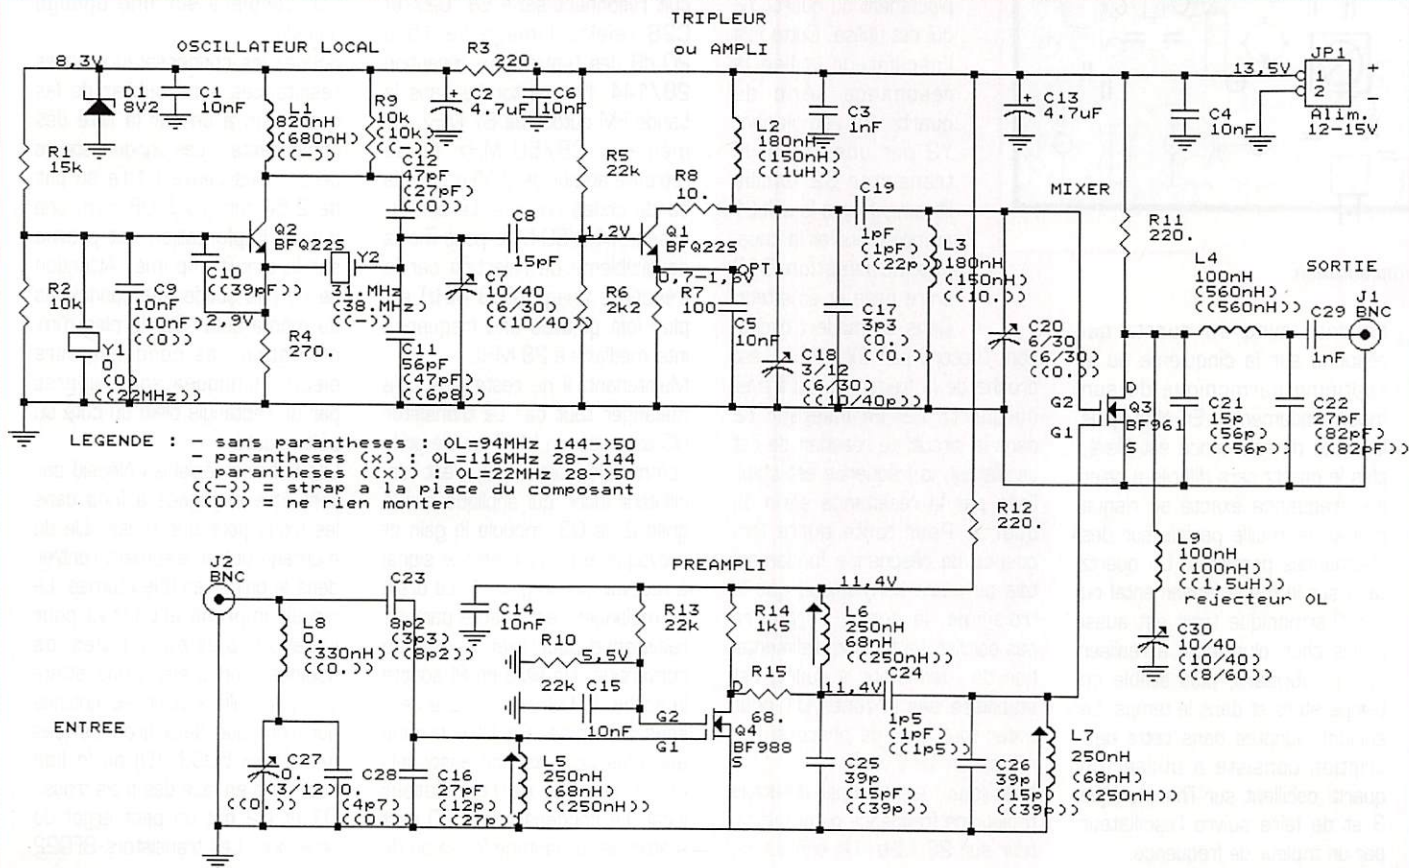 TRIPLEUR
ou AMPLI
OSCILLATEUR LOCAL
8,3V
D1
8V2
C1
10nF
L1
820nH
(680nH)
((-))
R9
10k
(10k)
((-))
R3
220.
C2
4.7uF
C6
10nF
L2
180nH
(150nH)
((1uH))
C3
1nF
C13
4.7uF
C4
10nF
13,5V
JP1
1
2
+
-
Alim.
12-15V
R1
15k
C12
47pF
(27pF)
((0))
R5
22k
R8
10.
C19
1pF
(1pF)
((22p))
MIXER
R11
220.
Q2
BFQ22S
Y2
31,MHz
(38,MHz)
((-))
C8
15pF
1,2V
Q1
BFQ22S
L3
180nH
(150nH)
((10.))
L4
100nH
(560nH)
((560nH))
SORTIE
J1
BNC
C10
((39pF))
2,9V
C9
10nF
(10nF)
((0))
R2
10k
C7
10/40
(6/30)
((10/40))
R6
2k2
0,7-1,5V
R7
100
PT1
C5
10nF
C17
3p3
(0.)
((0.))
C20
6/30
(6/30)
((0.))
C29
1nF
Y1
0
(0)
((22MHz))
R4
270.
C11
56pF
(47pF)
((6p8))
C18
3/12
(6/30)
((10/40p))
G2
G1
D
Q3
BF961
S
C21
15p
(56p)
((56p))
C22
27pF
(82pF)
((82pF))
LEGENDE : - sans parantheses : OL=94MHz 144->50
- parantheses (x) : OL=116MHz 28->144
- parantheses ((x)) : OL=22MHz 28->50
((-)) = strap à la place du composant
((0)) = ne rien monter
R12
220.
L9
100nH
(100nH)
((1,5uH))
rejecteur OL
C30
10/40
(10/40)
((8/60))
J2
BNC
PREAMPLI
11,4V
C23
8p2
(3p3)
((8p2))
C14
10nF
R13
22k
R14
1K5
L6
250nH
(68nH)
((250nH))
L8
0.
(330nH)
((0.))
R10
22k
5,5V
C15
10nF
R15
68.
11,4V
C24
1p5
(1pF)
((1p5))
ENTREE
G2
G1
D
Q4
BF988
S
L7
270nH
(68nH)
((250nH))
C27
0.
(3/12)
((0.))
C28
0.
(4p7)
((0.))
C16
27pF
(12p)
((27p))
L5
250nH
(68nH)
((250nH))
C25
39p
(15pF)
((39p))
C26
39p
(15p)
((39p))